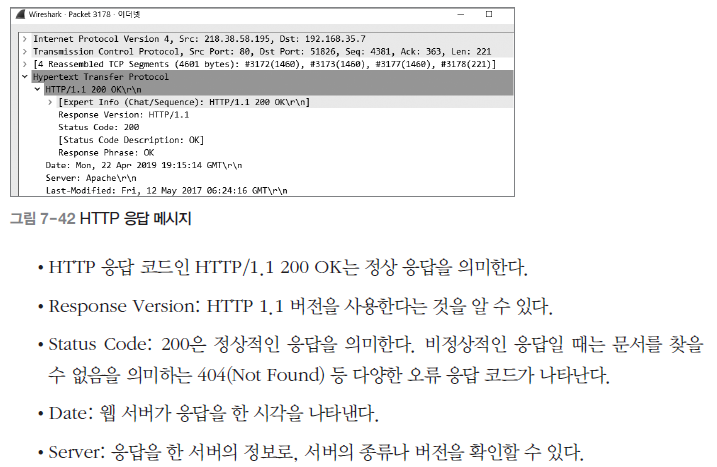 Wireshark · Packet 3178 · 이더넷
Internet Protocol Version 4, Src: 218.38.58.195, Dst: 192.168.35.7
Transmission Control Protocol, Src Port: 80, Dst Port: 51826, Seq: 4381, Ack: 363, Len: 221
[4 Reassembled TCP Segments (4601 bytes): #3172(1460), #3173(1460), #3177(1460), #3178(221)]
Hypertext Transfer Protocol
HTTP/1.1 200 OK\r\n
[Expert Info (Chat/Sequence): HTTP/1.1 200 OK\r\n]
Response Version: HTTP/1.1
Status Code: 200
[Status Code Description: OK]
Response Phrase: OK
Date: Mon, 22 Apr 2019 19:15:14 GMT\r\n
Server: Apache\r\n
Last-Modified: Fri, 12 May 2017 06:24:16 GMT\r\n
그림 7-42 HTTP 응답 메시지
• HTTP 응답 코드인 HTTP/1.1 200 OK는 정상 응답을 의미한다.
• Response Version: HTTP 1.1 버전을 사용한다는 것을 알 수 있다.
• Status Code: 200은 정상적인 응답을 의미한다. 비정상적인 응답일 때는 문서를 찾을
수 없음을 의미하는 404(Not Found) 등 다양한 오류 응답 코드가 나타난다.
• Date: 웹 서버가 응답을 한 시각을 나타낸다.
• Server: 응답을 한 서버의 정보로, 서버의 종류나 버전을 확인할 수 있다.